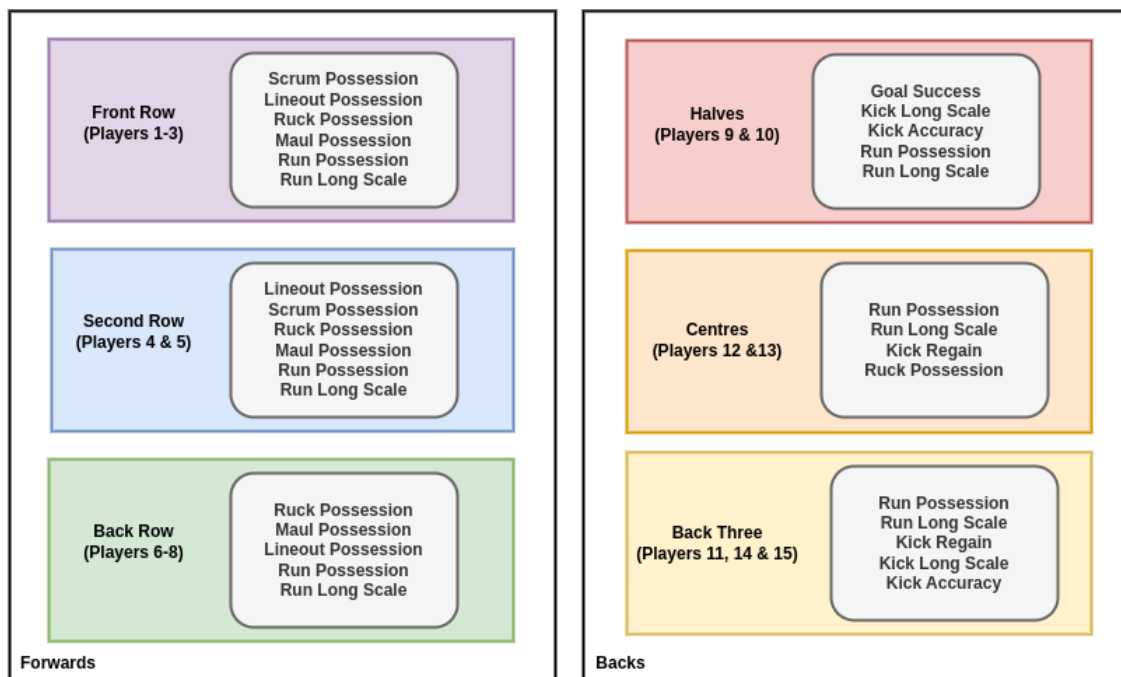 Front Row
(Players 1-3)
Scrum Possession
Lineout Possession
Ruck Possession
Maul Possession
Run Possession
Run Long Scale
Second Row
(Players 4 & 5)
Lineout Possession
Scrum Possession
Ruck Possession
Maul Possession
Run Possession
Run Long Scale
Back Row
(Players 6-8)
Ruck Possession
Maul Possession
Lineout Possession
Run Possession
Run Long Scale
Forwards
Halves
(Players 9 & 10)
Goal Success
Kick Long Scale
Kick Accuracy
Run Possession
Run Long Scale
Centres
(Players 12 &13)
Run Possession
Run Long Scale
Kick Regain
Ruck Possession
Back Three
(Players 11, 14 & 15)
Run Possession
Run Long Scale
Kick Regain
Kick Long Scale
Kick Accuracy
Backs